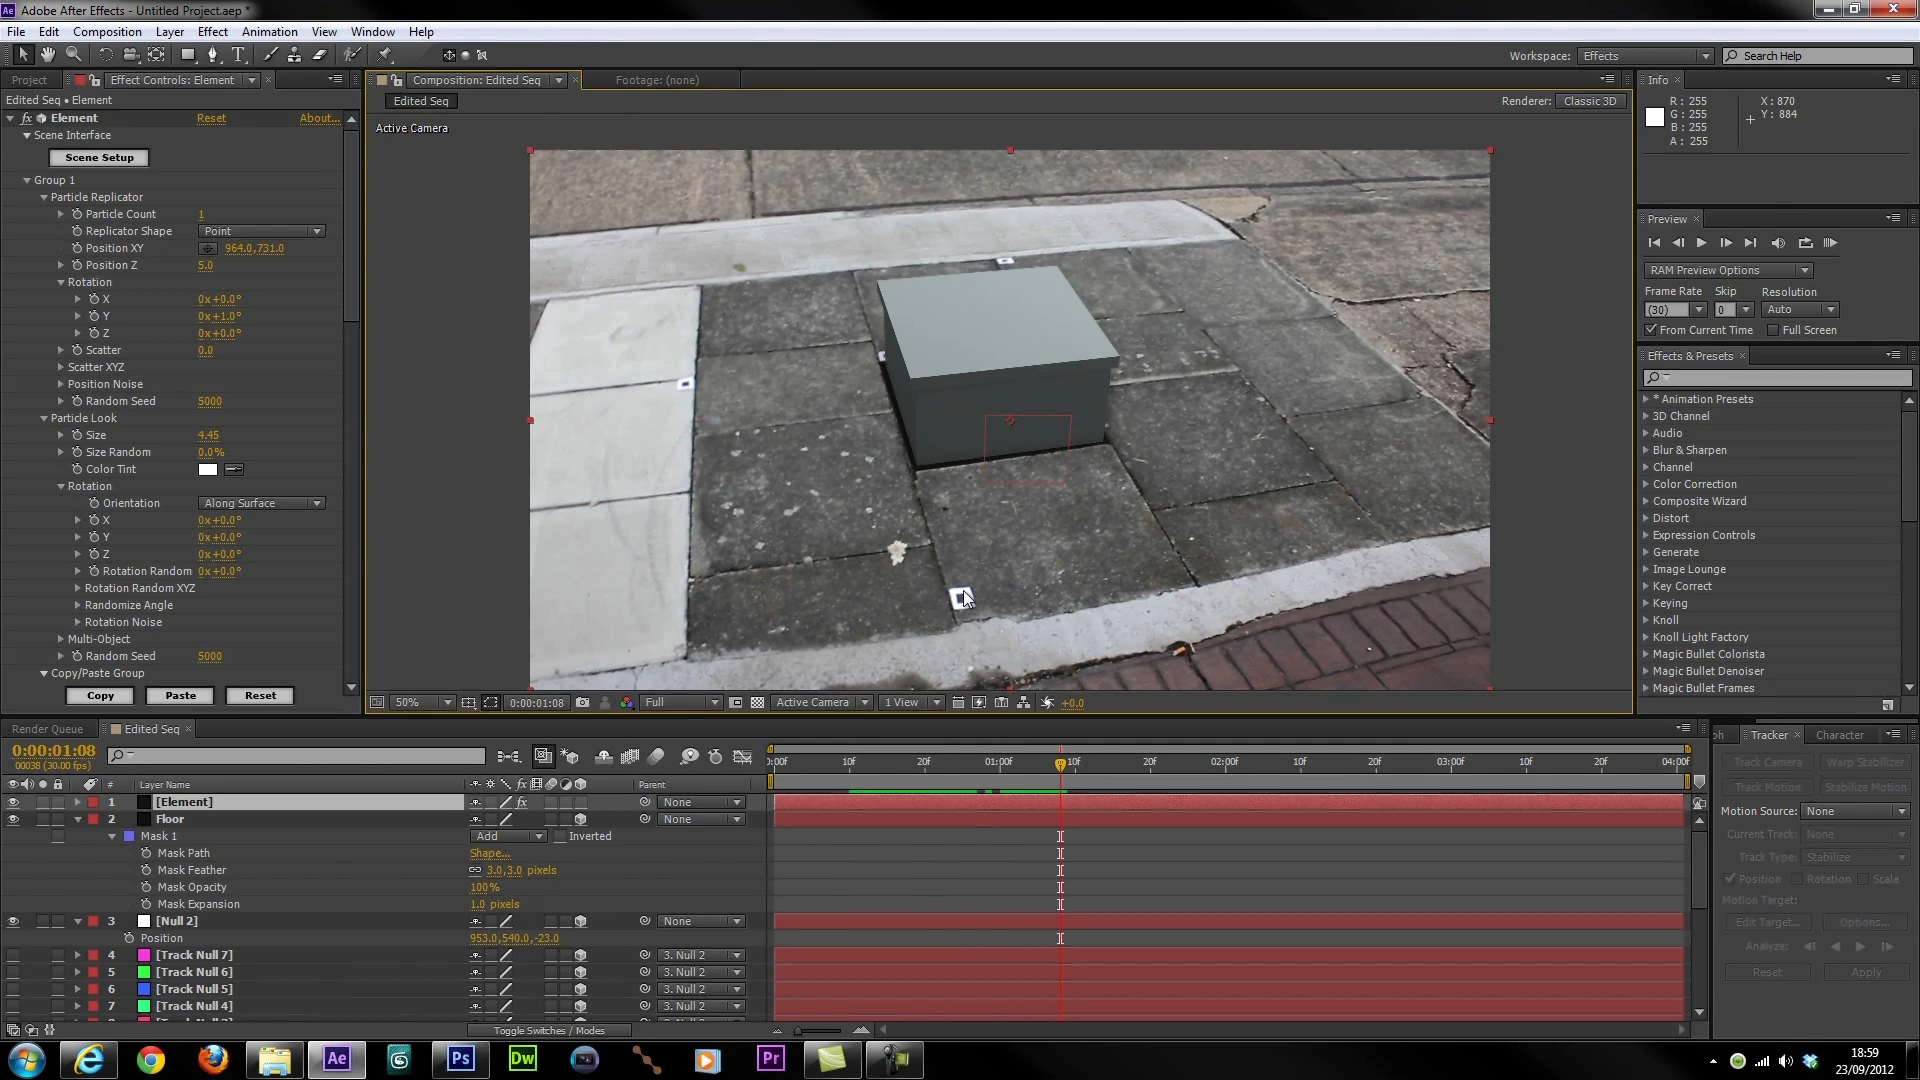 Adobe After Effects - Untitled Project.aep *
File Edit Composition Layer Effect Animation View Window Help
Workspace: Effects Search Help
Project Effect Controls: Element
Edited Seq • Element
fx Element Reset About...
Scene Interface
Scene Setup
Group 1
Particle Replicator
Particle Count 1
Replicator Shape Point
Position XY 964.0,731.0
Position Z 5.0
Rotation
X 0x+0.0°
Y 0x+1.0°
Z 0x+0.0°
Scatter 0.0
Scatter XYZ
Position Noise
Random Seed 5000
Particle Look
Size 4.45
Size Random 0.0%
Color Tint
Rotation
Orientation Along Surface
X 0x+0.0°
Y 0x+0.0°
Z 0x+0.0°
Rotation Random 0x+0.0°
Rotation Random XYZ
Randomize Angle
Rotation Noise
Multi-Object
Random Seed 5000
Copy/Paste Group
Copy Paste Reset
Composition: Edited Seq Footage: (none)
Edited Seq Renderer: Classic 3D
Active Camera
50% 0:00:01:08 Full Active Camera 1 View +0.0
Info
R: 255 X: 870
G: 255 Y: 884
B: 255
A: 255
Preview
RAM Preview Options
Frame Rate Skip Resolution
(30) 0 Auto
From Current Time Full Screen
Effects & Presets
* Animation Presets
3D Channel
Audio
Blur & Sharpen
Channel
Color Correction
Composite Wizard
Distort
Expression Controls
Generate
Image Lounge
Key Correct
Keying
Knoll
Knoll Light Factory
Magic Bullet Colorista
Magic Bullet Denoiser
Magic Bullet Frames
Render Queue Edited Seq
0:00:01:08
00038 (30.00 fps)
# Layer Name fx Parent
0:00f 10f 20f 01:00f 10f 20f 02:00f 10f 20f 03:00f 10f 20f 04:00f
1 [Element] fx None
2 Floor None
Mask 1 Add Inverted
Mask Path Shape...
Mask Feather 3.0,3.0 pixels
Mask Opacity 100%
Mask Expansion 1.0 pixels
3 [Null 2] None
Position 953.0,540.0,-23.0
4 [Track Null 7] 3. Null 2
5 [Track Null 6] 3. Null 2
6 [Track Null 5] 3. Null 2
7 [Track Null 4] 3. Null 2
Toggle Switches / Modes
Tracker Character
Track Camera Warp Stabilizer
Track Motion Stabilize Motion
Motion Source: None
Current Track: None
Track Type: Stabilize
Position Rotation Scale
Motion Target:
Edit Target... Options...
Analyze:
Reset Apply
Ae Ps Dw Pr
18:59
23/09/2012